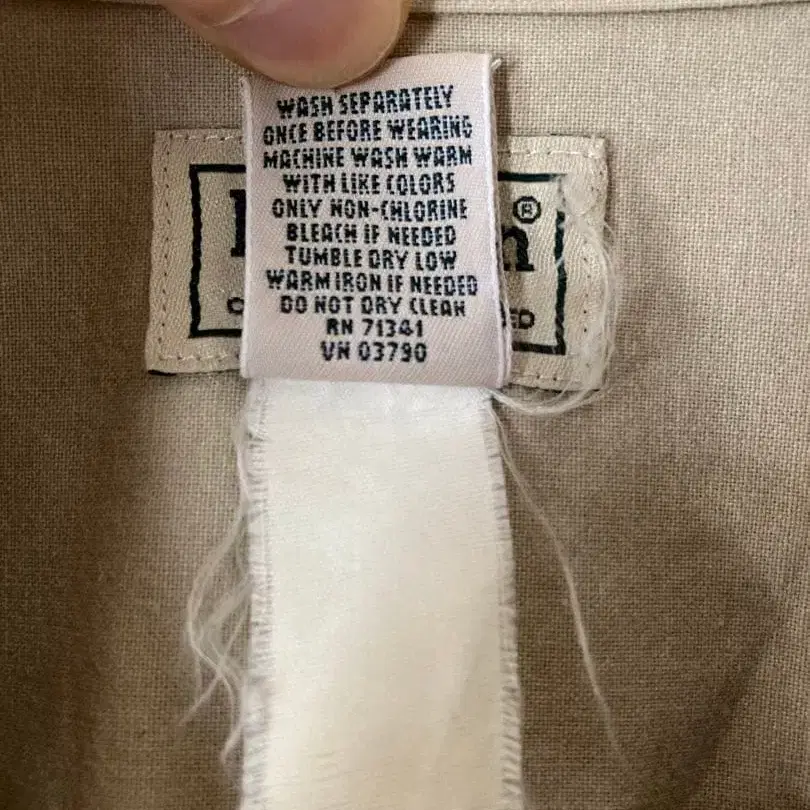 WASH SEPARATELY
ONCE BEFORE WEARING
MACHINE WASH WARM
WITH LIKE COLORS
ONLY NON-CHLORINE
BLEACH IF NEEDED
TUMBLE DRY LOW
WARM IRON IF NEEDED
DO NOT DRY CLEAN
RN 71341
VN 03790
®